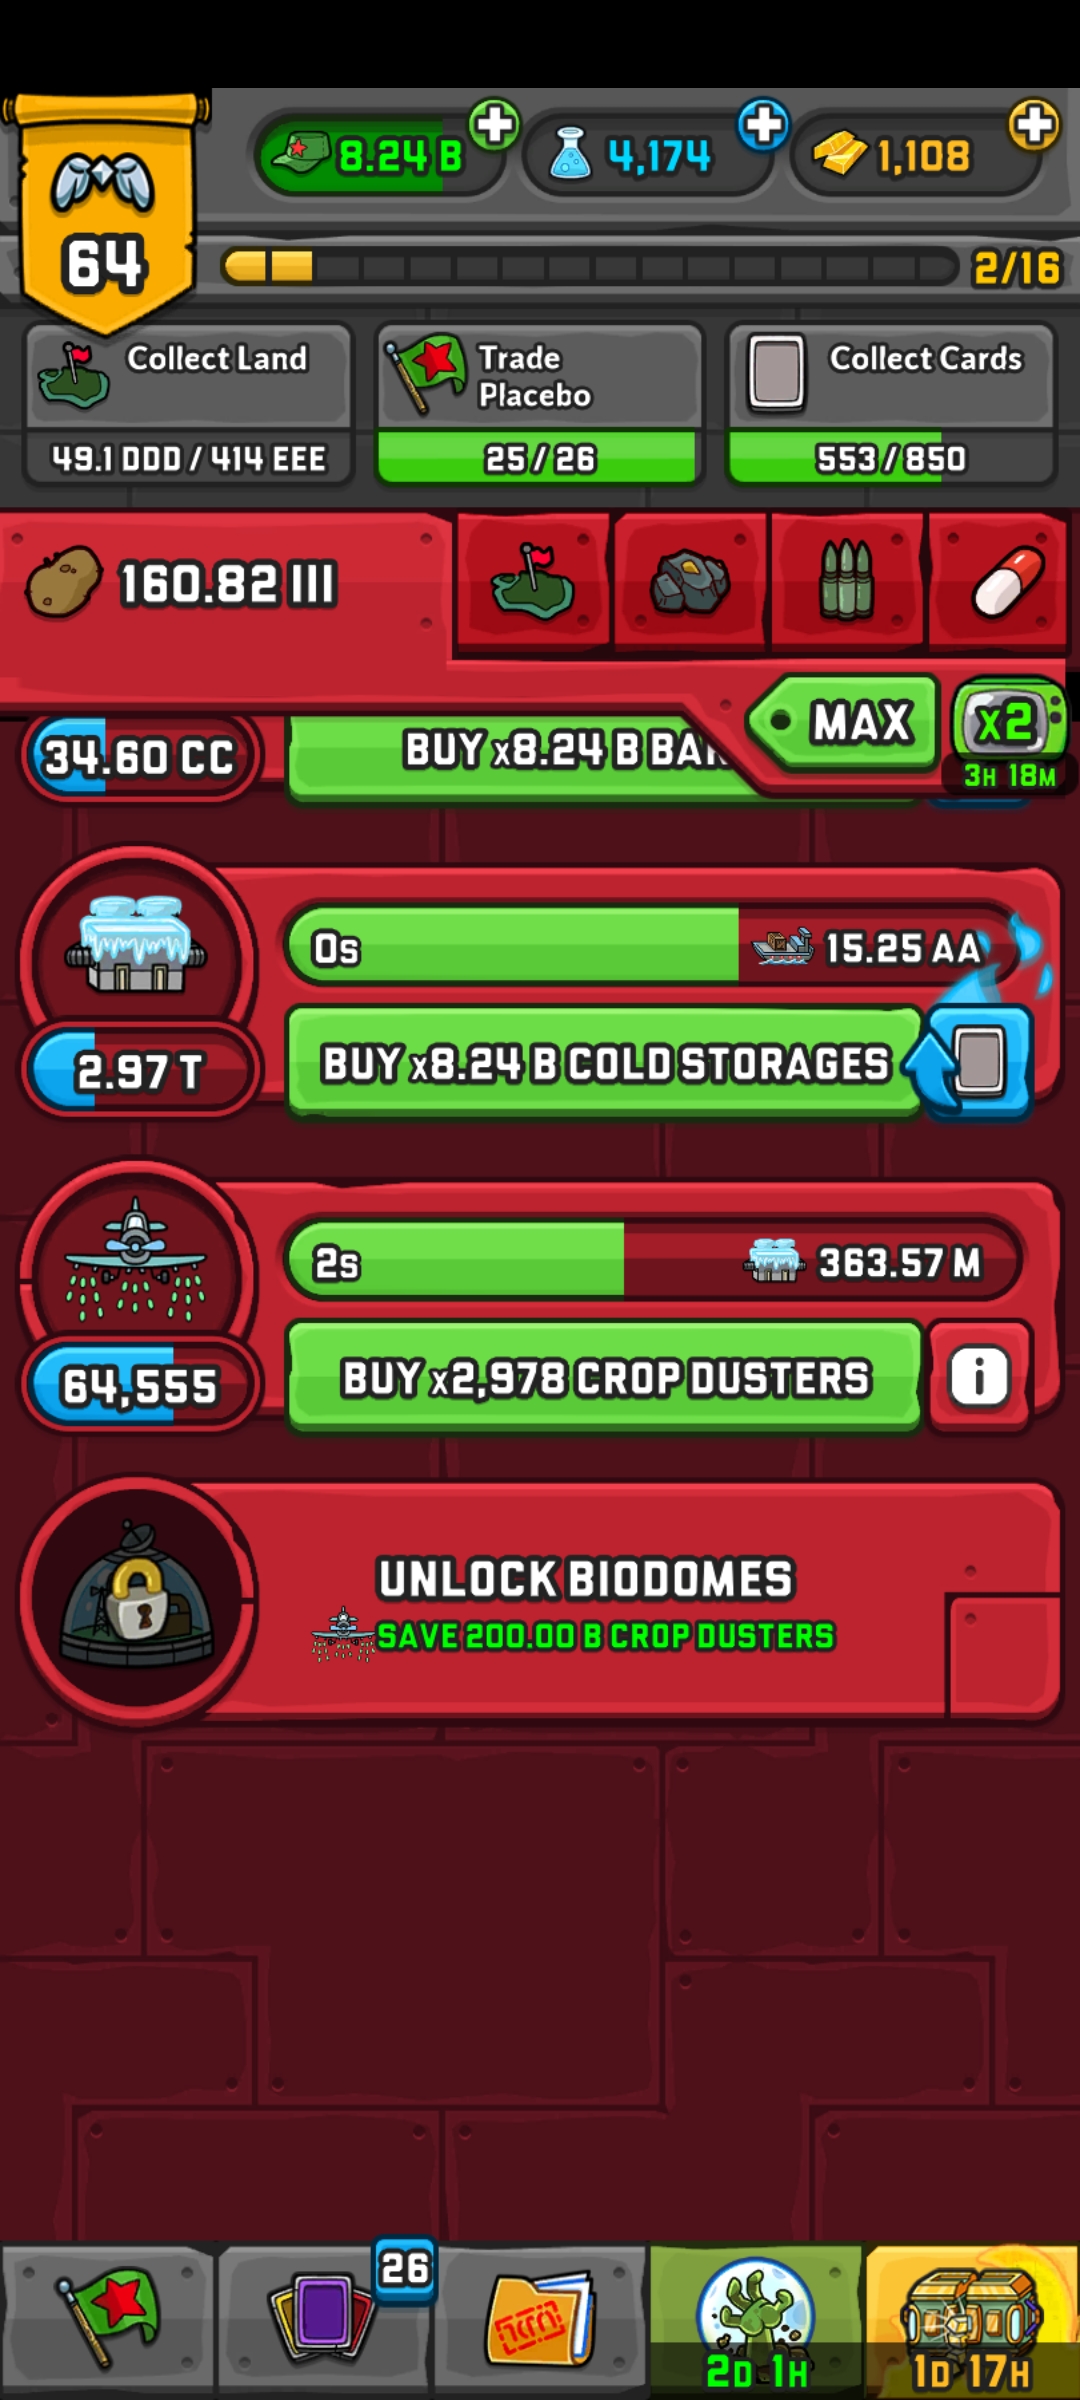 8.24 B
4,174
1,108
64
2/16
Collect Land
49.1 DDD / 414 EEE
Trade
Placebo
25 / 26
Collect Cards
553 / 850
160.82 III
MAX
x2
3H 18M
34.60 CC
BUY x8.24 B
0s
15.25 AA
2.97 T
BUY x8.24 B COLD STORAGES
2s
363.57 M
64,555
BUY x2,978 CROP DUSTERS
i
UNLOCK BIODOMES
SAVE 200.00 B CROP DUSTERS
26
2D 1H
1D 17H